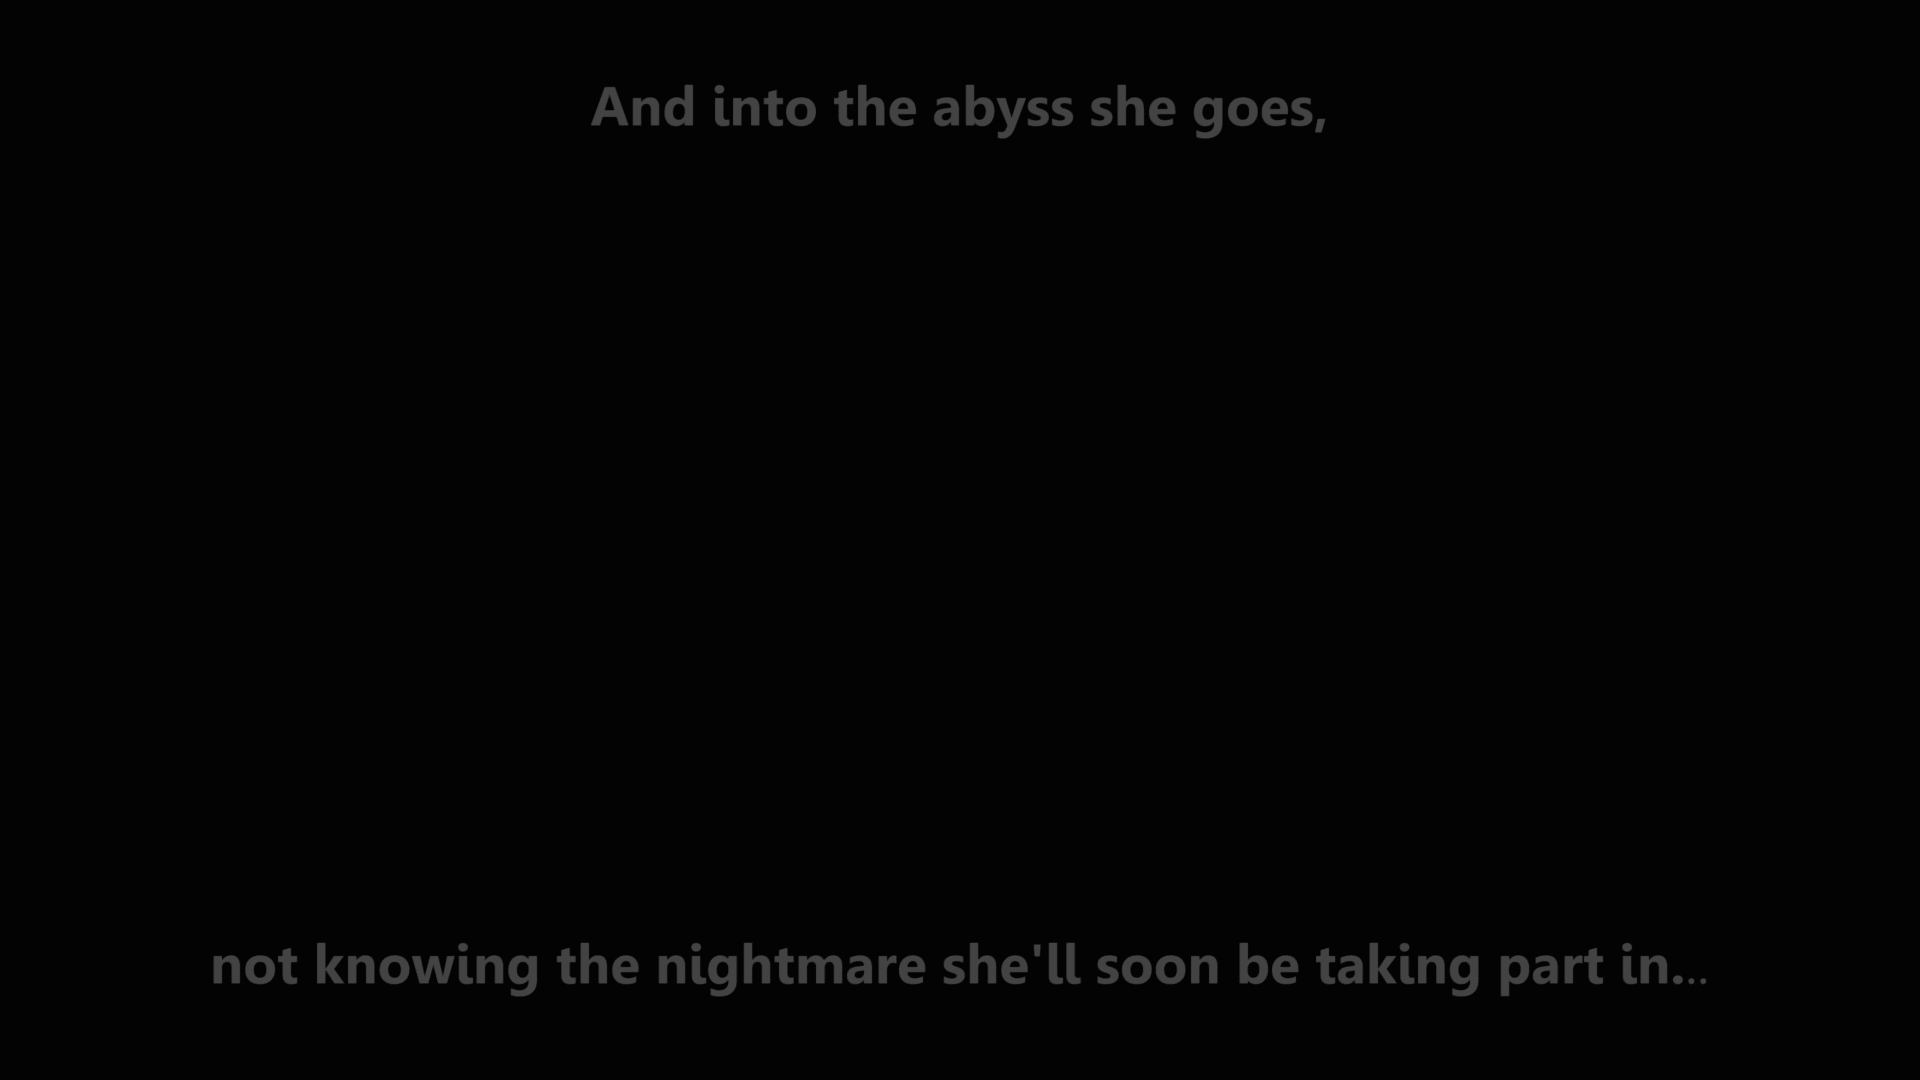 And into the abyss she goes,
not knowing the nightmare she'll soon be taking part in...